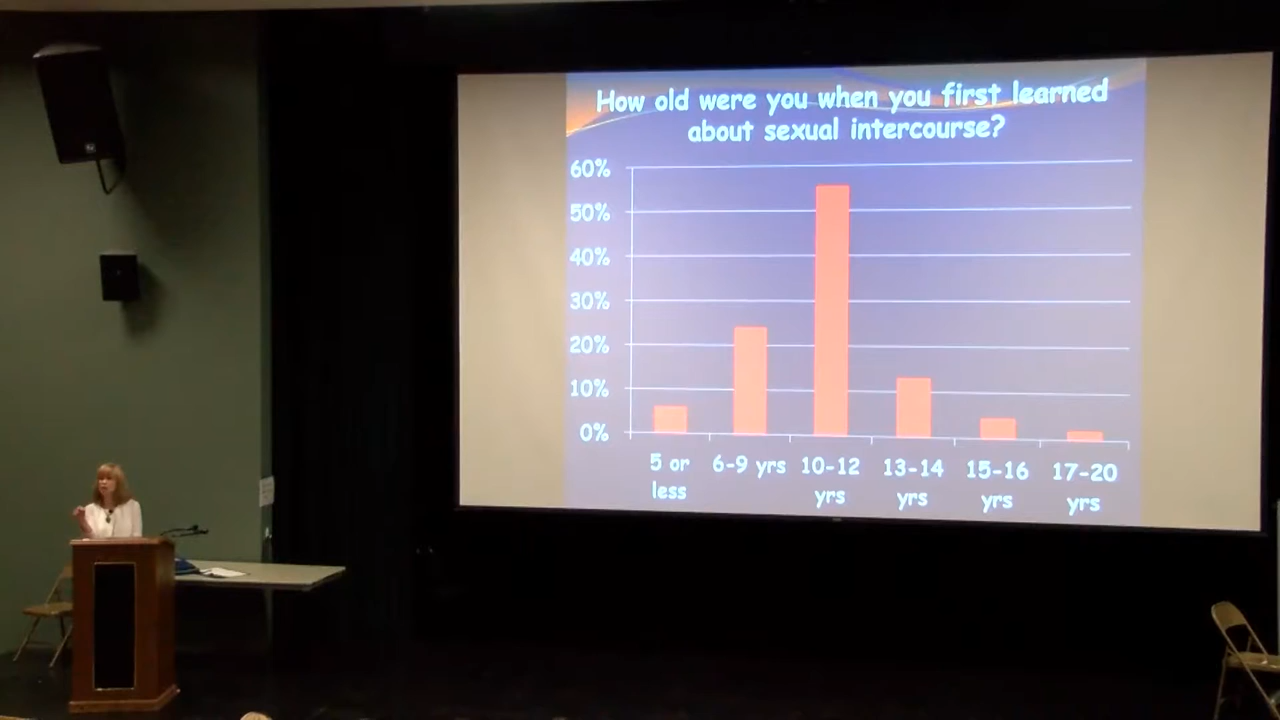 How old were you when you first learned
about sexual intercourse?
60%
50%
40%
30%
20%
10%
0%
5 or less
6-9 yrs
10-12 yrs
13-14 yrs
15-16 yrs
17-20 yrs